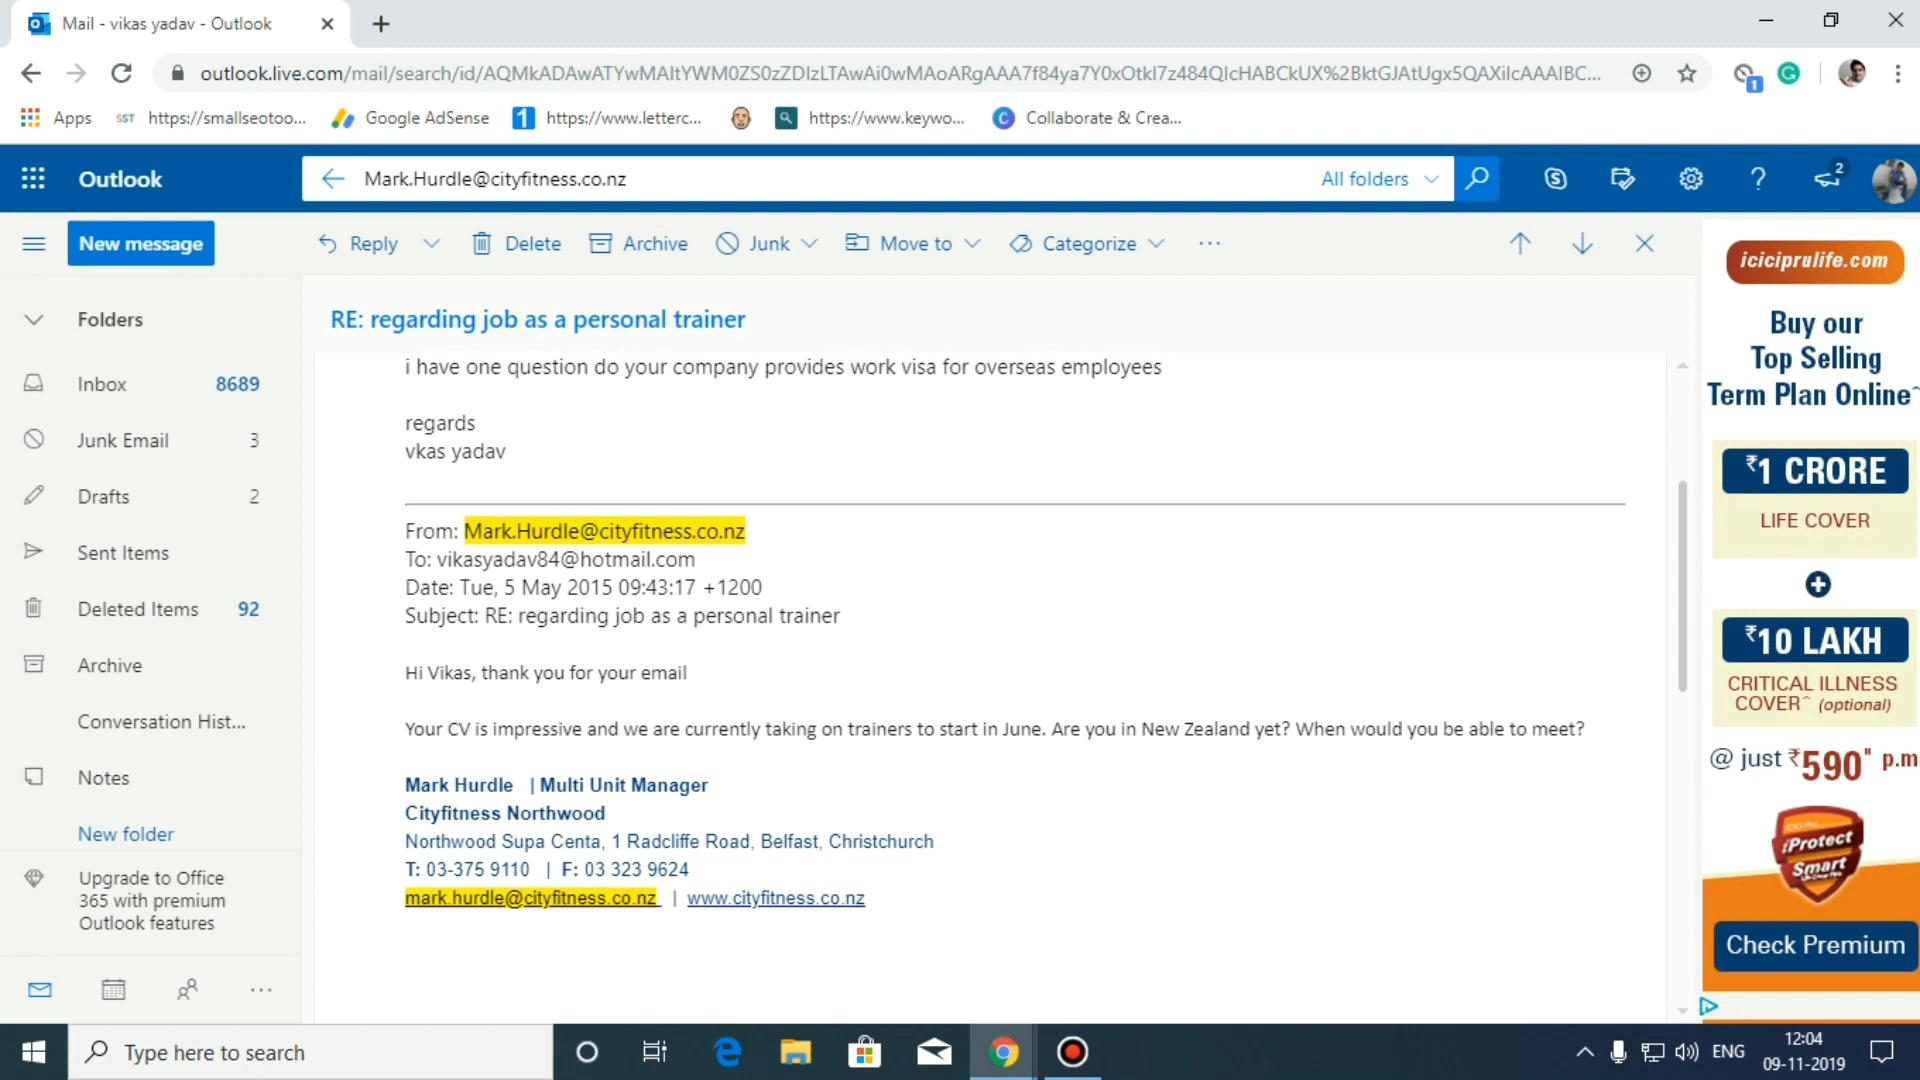 Mail - vikas yadav - Outlook
outlook.live.com/mail/search/id/AQMkADAwATYwMAItYWM0ZS0zZDIzLTAwAi0wMAoARgAAA7f84ya7Y0xOtkI7z484QIcHABCkUX%2BktGJAtUgx5QAXiIcAAAIBC...
1
Apps
SST https://smallseotoo...
Google AdSense
1 https://www.letterc...
https://www.keywo...
C Collaborate & Crea...
Outlook
Mark.Hurdle@cityfitness.co.nz
All folders
2
New message
Reply
Delete
Archive
Junk
Move to
Categorize
RE: regarding job as a personal trainer
Folders
Inbox 8689
Junk Email 3
Drafts 2
Sent Items
Deleted Items 92
Archive
Conversation Hist...
Notes
New folder
Upgrade to Office
365 with premium
Outlook features
i have one question do your company provides work visa for overseas employees
regards
vkas yadav
From: Mark.Hurdle@cityfitness.co.nz
To: vikasyadav84@hotmail.com
Date: Tue, 5 May 2015 09:43:17 +1200
Subject: RE: regarding job as a personal trainer
Hi Vikas, thank you for your email
Your CV is impressive and we are currently taking on trainers to start in June. Are you in New Zealand yet? When would you be able to meet?
Mark Hurdle | Multi Unit Manager
Cityfitness Northwood
Northwood Supa Centa, 1 Radcliffe Road, Belfast, Christchurch
T: 03-375 9110 | F: 03 323 9624
mark.hurdle@cityfitness.co.nz | www.cityfitness.co.nz
iciciprulife.com
Buy our
Top Selling
Term Plan Online~
₹1 CRORE
LIFE COVER
₹10 LAKH
CRITICAL ILLNESS
COVER^ (optional)
@ just ₹590" p.m
iProtect
Smart
Check Premium
Type here to search
ENG
12:04
09-11-2019